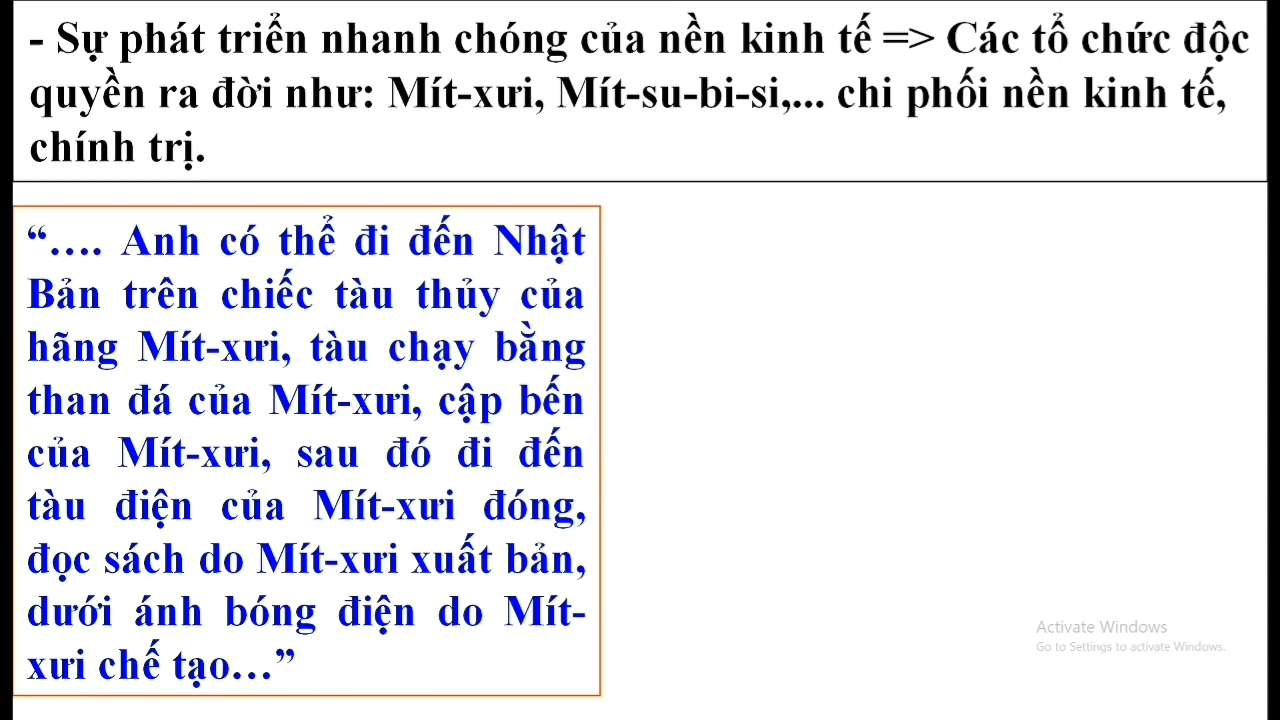 - Sự phát triển nhanh chóng của nền kinh tế => Các tổ chức độc
quyền ra đời như: Mít-xưi, Mít-su-bi-si,... chi phối nền kinh tế,
chính trị.
“…. Anh có thể đi đến Nhật
Bản trên chiếc tàu thủy của
hãng Mít-xưi, tàu chạy bằng
than đá của Mít-xưi, cập bến
của Mít-xưi, sau đó đi đến
tàu điện của Mít-xưi đóng,
đọc sách do Mít-xưi xuất bản,
dưới ánh bóng điện do Mít-
xưi chế tạo…”
Activate Windows
Go to Settings to activate Windows.